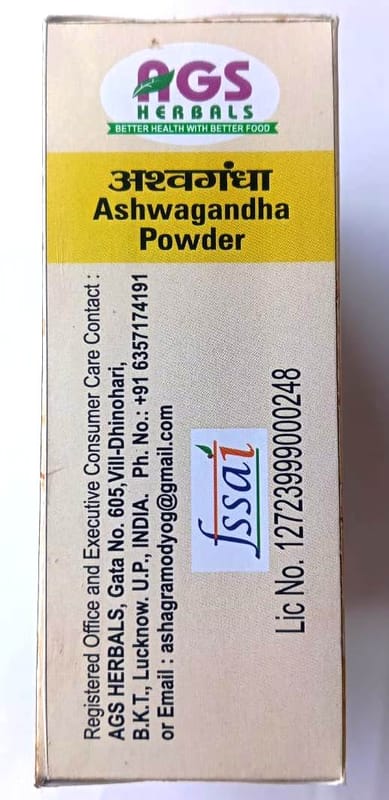 AGS
HERBALS
BETTER HEALTH WITH BETTER FOOD
अश्वगंधा
Ashwagandha
Powder
Registered Office and Executive Consumer Care Contact :
AGS HERBALS, Gata No. 605,Vill-Dhinohari,
B.K.T., Lucknow. U.P., INDIA. Ph. No.: +91 6357174191
or Email : ashagramodyog@gmail.com
fssai
Lic No. 12723999000248